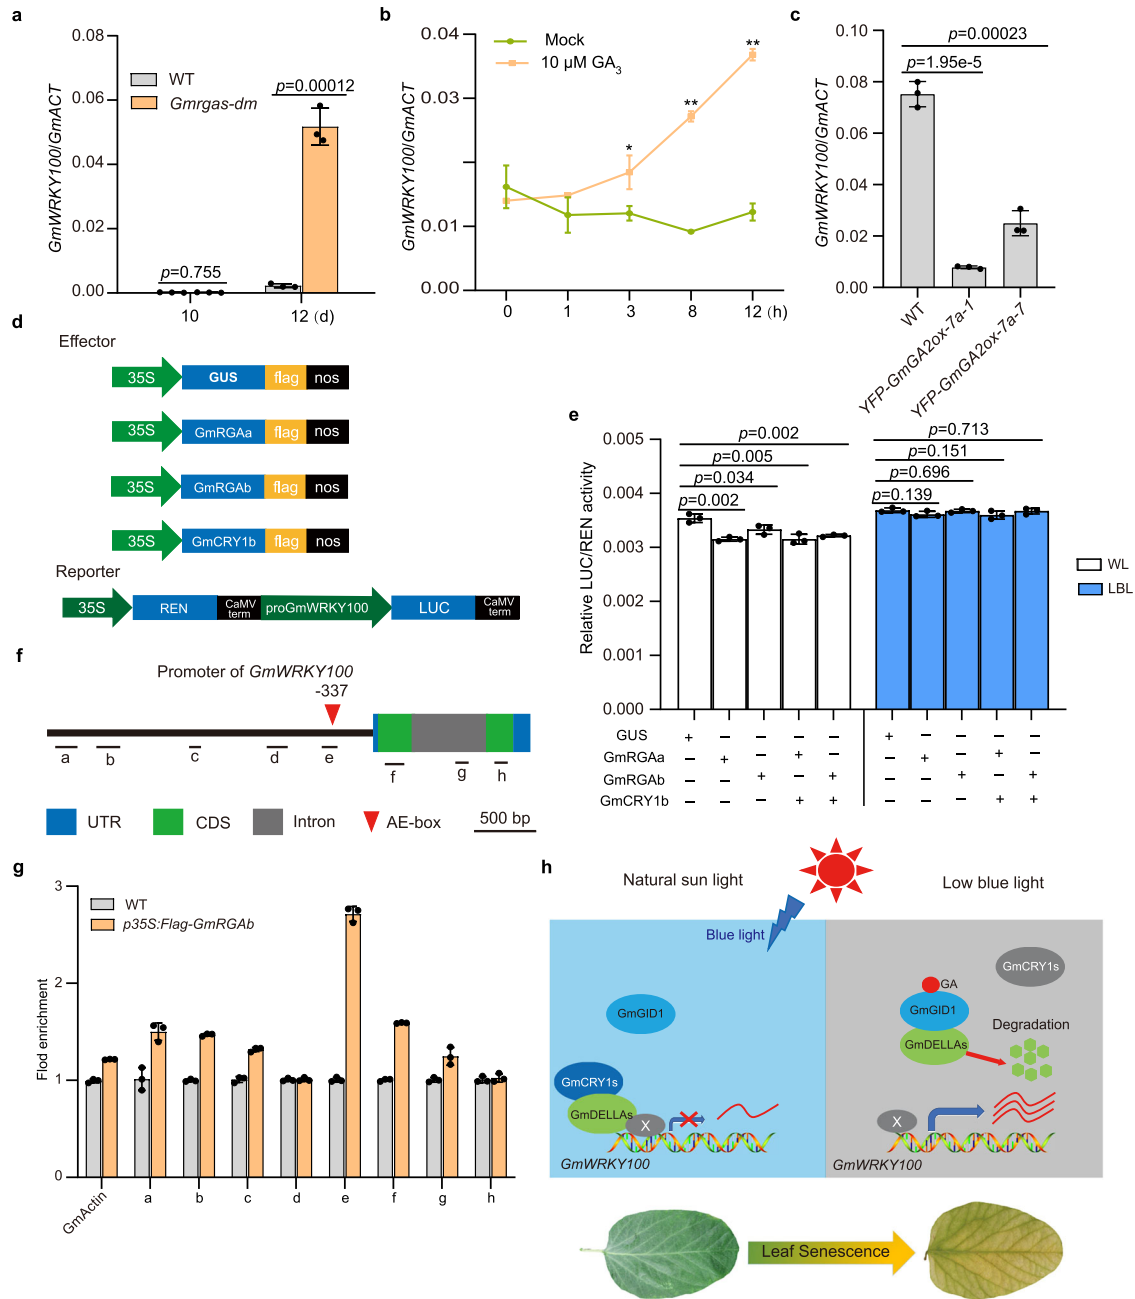 a
GmWRKY100/GmACT
0.08
0.06
0.04
0.02
0.00
WT
Gmrgas-dm
p=0.00012
p=0.755
10
12 (d)
b
GmWRKY100/GmACT
0.04
0.03
0.02
0.01
0.00
Mock
10 µM GA3
*
**
**
0
1
3
8
12 (h)
c
GmWRKY100/GmACT
0.10
0.08
0.06
0.04
0.02
0.00
p=0.00023
p=1.95e-5
WT
YFP-GmGA2ox-7a-1
YFP-GmGA2ox-7a-7
d
Effector
35S GUS flag nos
35S GmRGAa flag nos
35S GmRGAb flag nos
35S GmCRY1b flag nos
Reporter
35S REN CaMV term proGmWRKY100 LUC CaMV term
e
Relative LUC/REN activity
0.005
0.004
0.003
0.002
0.001
0.000
p=0.002
p=0.005
p=0.034
p=0.002
p=0.713
p=0.151
p=0.696
p=0.139
WL
LBL
GUS + − − − − + − − − −
GmRGAa − + − + − − + − + −
GmRGAb − − + − + − − + − +
GmCRY1b − − − + + − − − + +
f
Promoter of GmWRKY100
-337
a b c d e f g h
UTR CDS Intron AE-box 500 bp
g
Flod enrichment
3
2
1
0
WT
p35S:Flag-GmRGAb
GmActin a b c d e f g h
h
Natural sun light
Low blue light
Blue light
GmGID1
GmCRY1s
GmDELLAs
X
GmWRKY100
GmCRY1s
GA
GmGID1
GmDELLAs
Degradation
X
GmWRKY100
Leaf Senescence